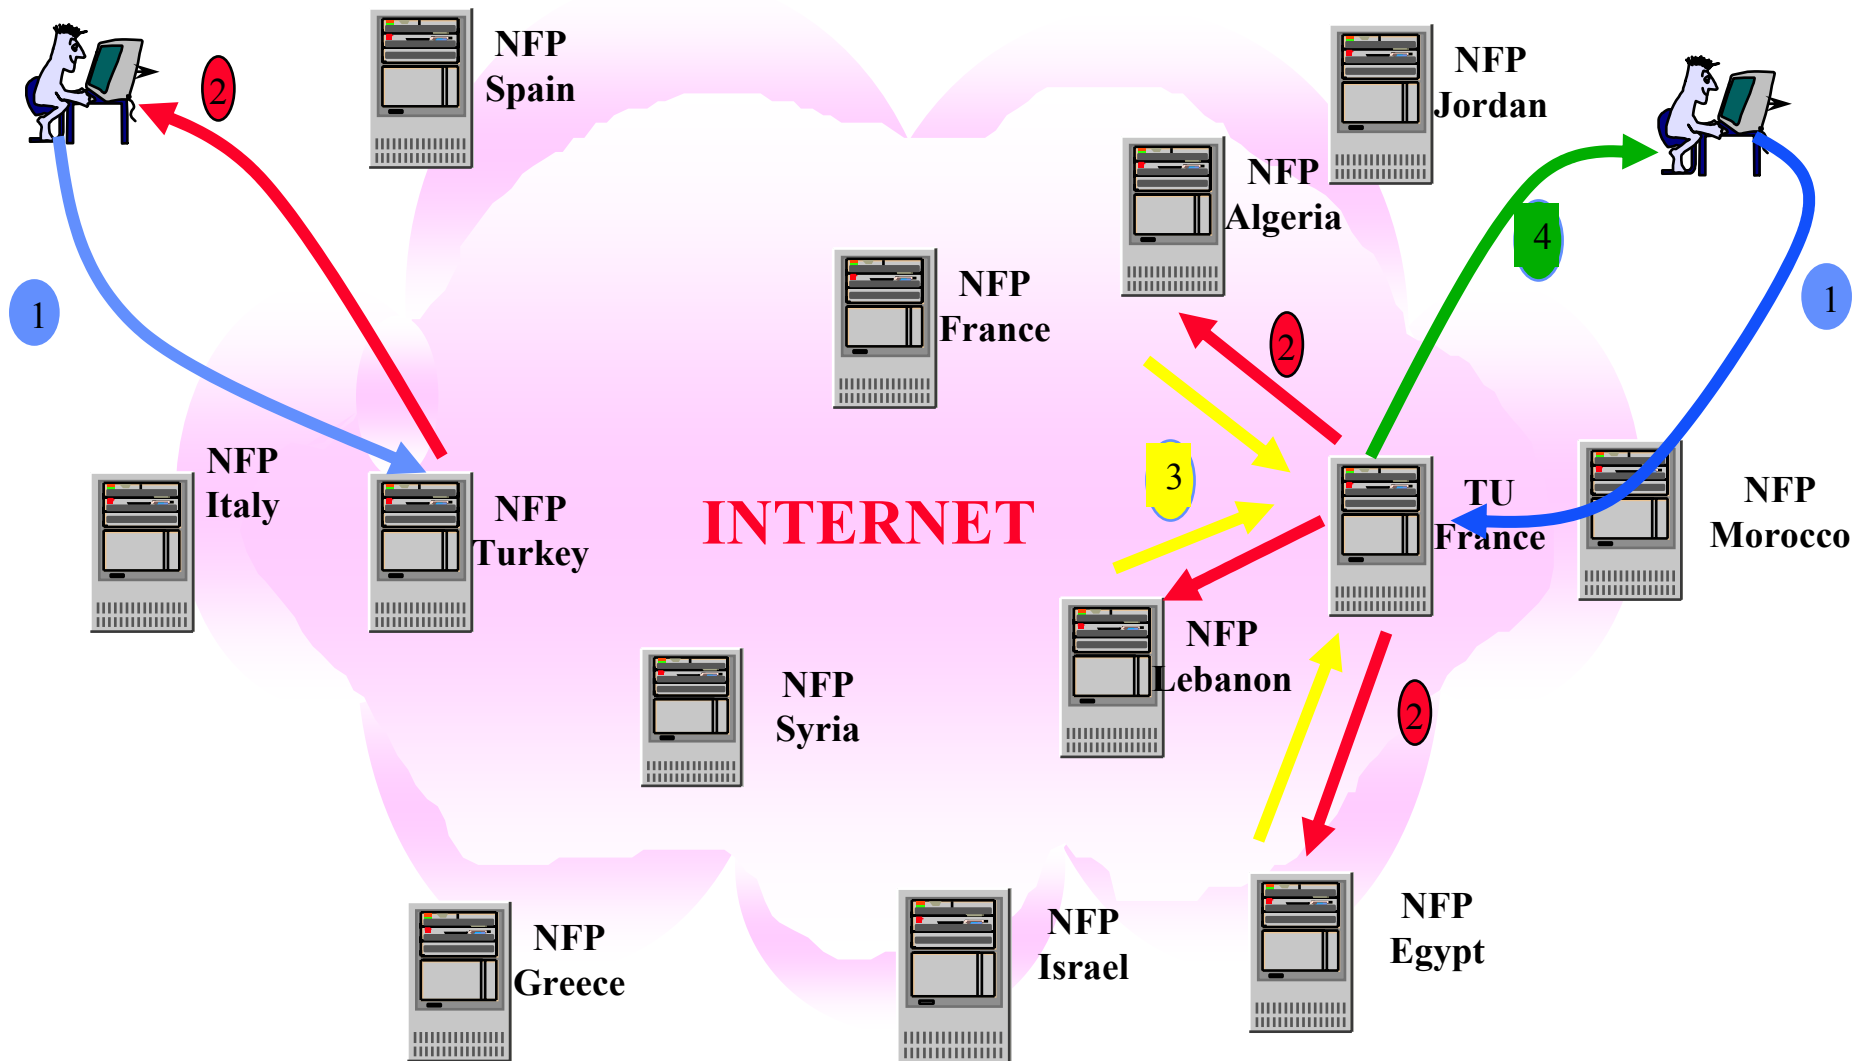 NFP
Spain
NFP
Jordan
2
NFP
Algeria
4
1
1
NFP
France
2
NFP
Italy
NFP
Turkey
INTERNET
3
TU
France
NFP
Morocco
NFP
Lebanon
NFP
Syria
2
NFP
Greece
NFP
Israel
NFP
Egypt